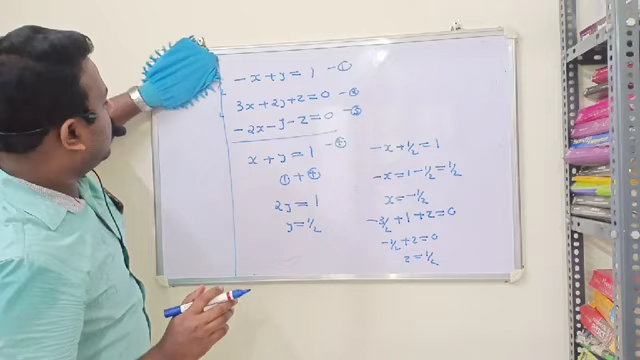 -x+y=1 -①
3x+2y+z=0 -②
-2x-y-z=0 -③
x+y=1 -④
①+④
2y=1
y=1/2
-x+1/2=1
-x=1-1/2=1/2
x=-1/2
-3/2+1+z=0
-1/2+z=0
z=1/2